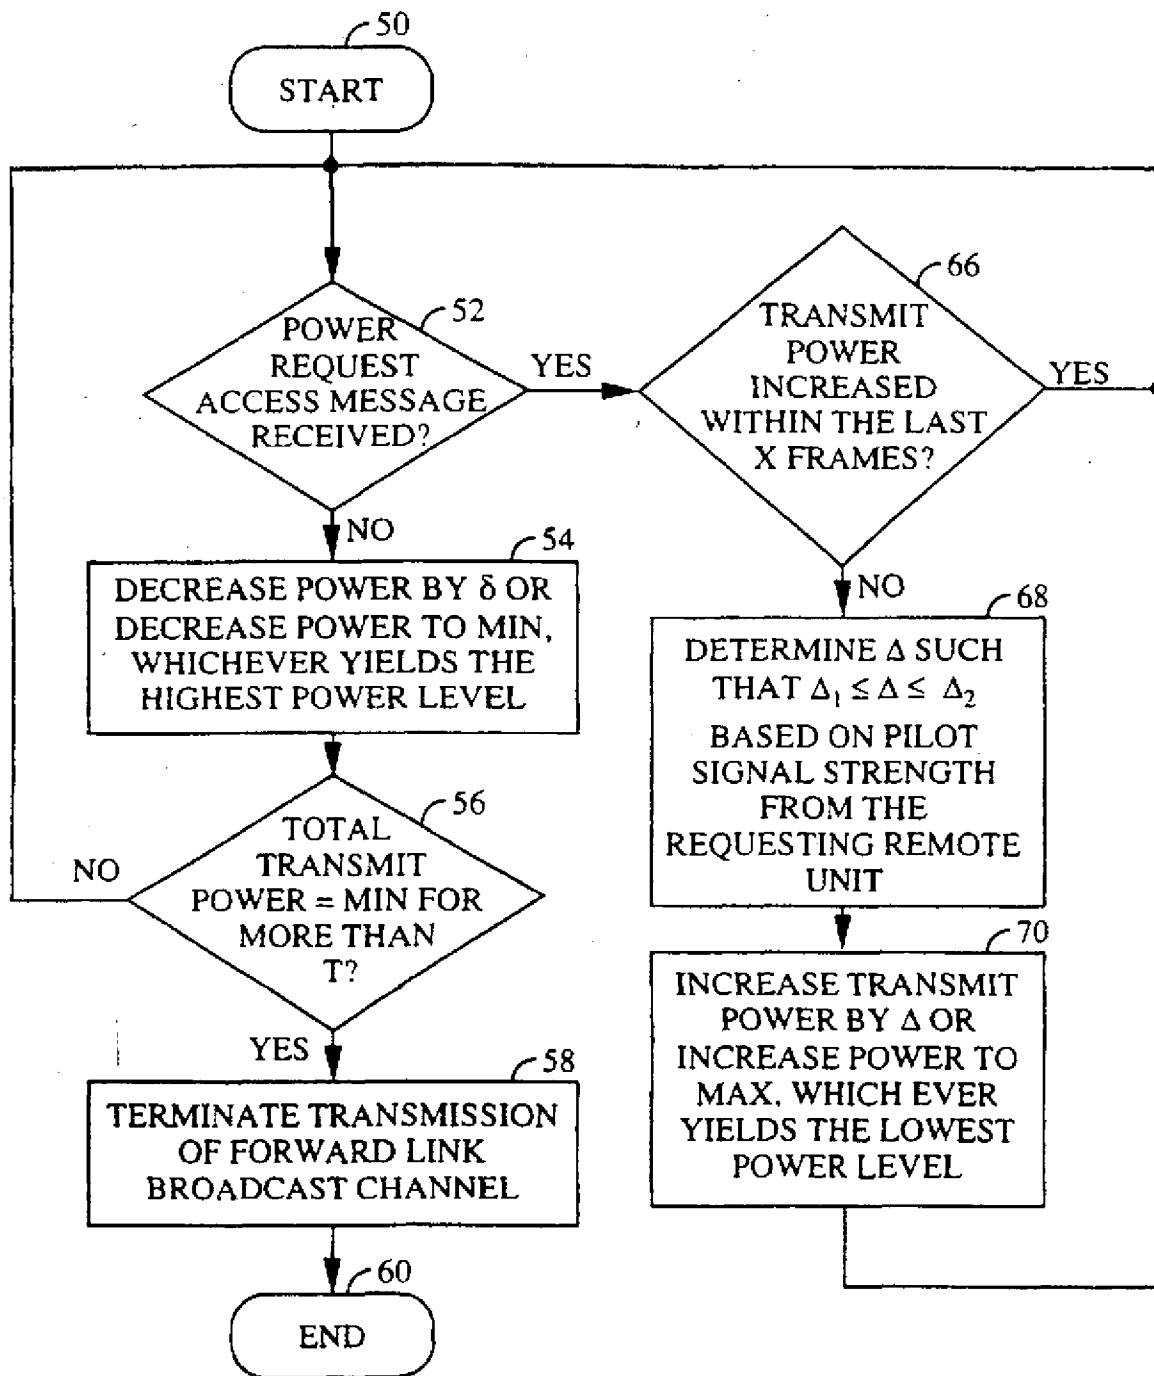 50
START
52
POWER
REQUEST
ACCESS MESSAGE
RECEIVED?
YES
NO
66
TRANSMIT
POWER
INCREASED
WITHIN THE LAST
X FRAMES?
YES
NO
54
DECREASE POWER BY δ OR
DECREASE POWER TO MIN,
WHICHEVER YIELDS THE
HIGHEST POWER LEVEL
68
DETERMINE Δ SUCH
THAT Δ₁ ≤ Δ ≤ Δ₂
BASED ON PILOT
SIGNAL STRENGTH
FROM THE
REQUESTING REMOTE
UNIT
56
TOTAL
TRANSMIT
POWER = MIN FOR
MORE THAN
T?
NO
YES
70
INCREASE TRANSMIT
POWER BY Δ OR
INCREASE POWER TO
MAX, WHICH EVER
YIELDS THE LOWEST
POWER LEVEL
58
TERMINATE TRANSMISSION
OF FORWARD LINK
BROADCAST CHANNEL
60
END